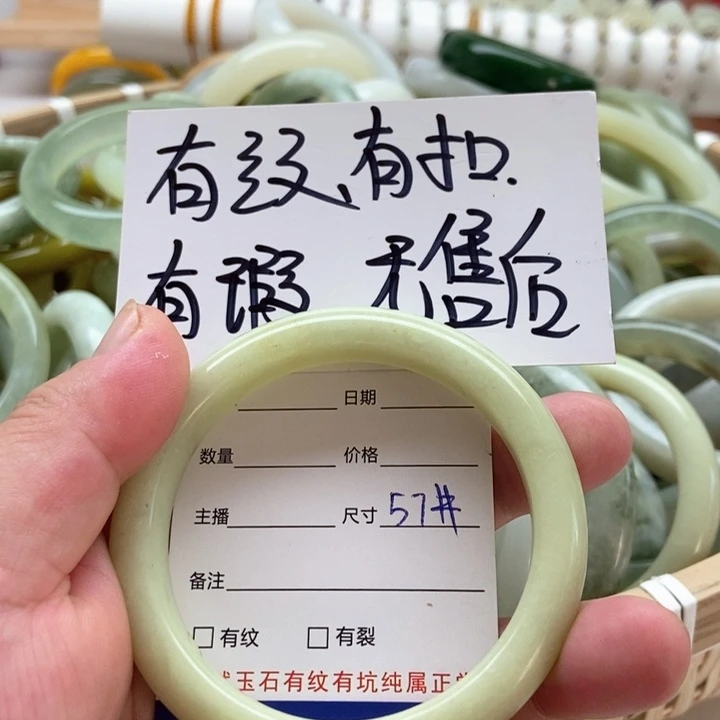 有纹、有扣.
有瑕 不售后
日期
数量 价格
主播 尺寸 57#
备注
□有纹 □有裂
玉石有纹有坑纯属正常